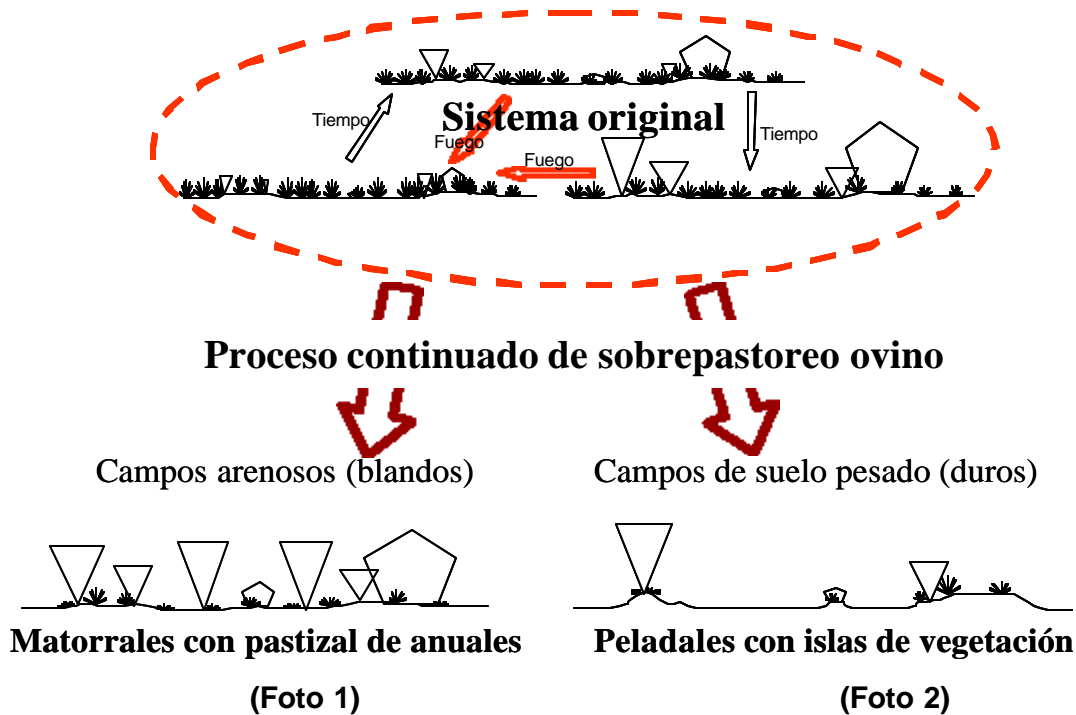 Tiempo
Sistema original
Tiempo
Fuego
Fuego
Proceso continuado de sobrepastoreo ovino
Campos arenosos (blandos)
Campos de suelo pesado (duros)
Matorrales con pastizal de anuales
Peladales con islas de vegetación
(Foto 1)
(Foto 2)